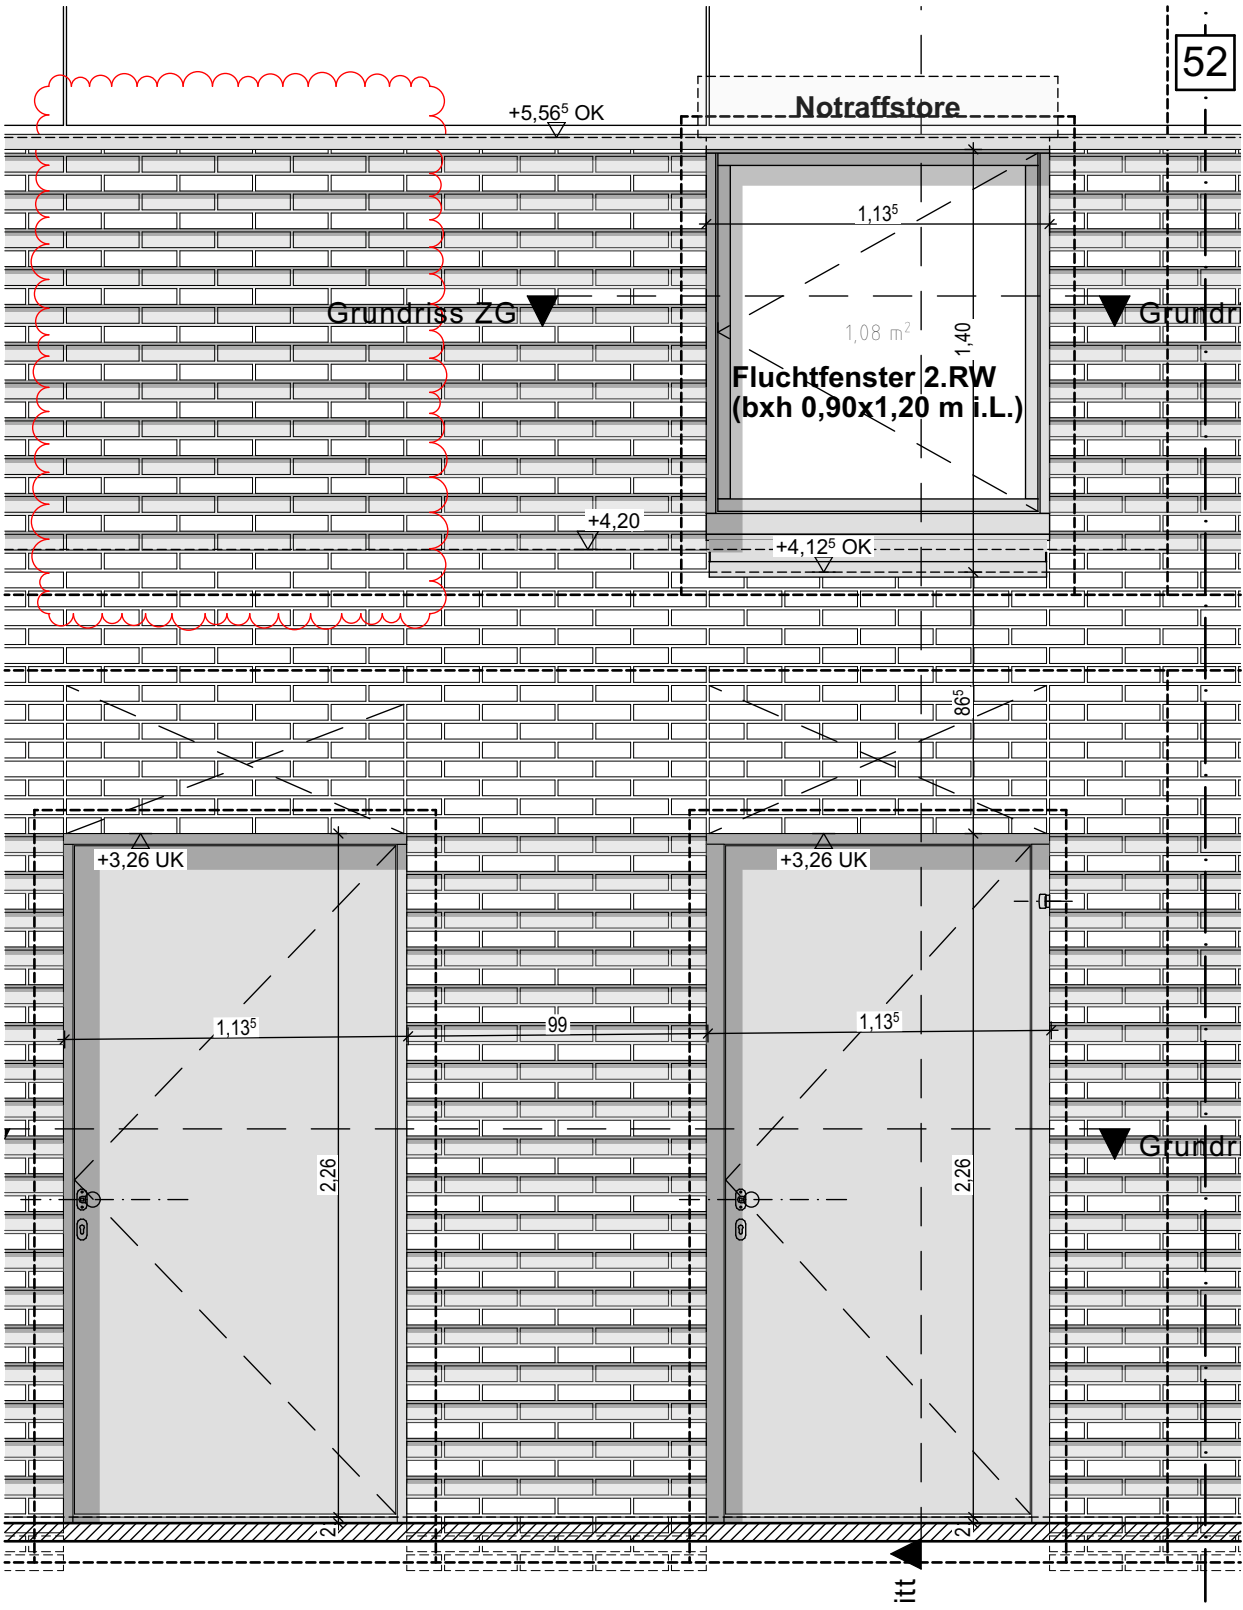 52
Notraffstore
+5,56⁵ OK
1,13⁵
Grundriss ZG
Grundri
1,08 m²
1,40
Fluchtfenster 2.RW
(bxh 0,90x1,20 m i.L.)
+4,20
+4,12⁵ OK
86⁵
+3,26 UK
+3,26 UK
1,13⁵
99
1,13⁵
Grundri
2,26
2,26
2
2
itt